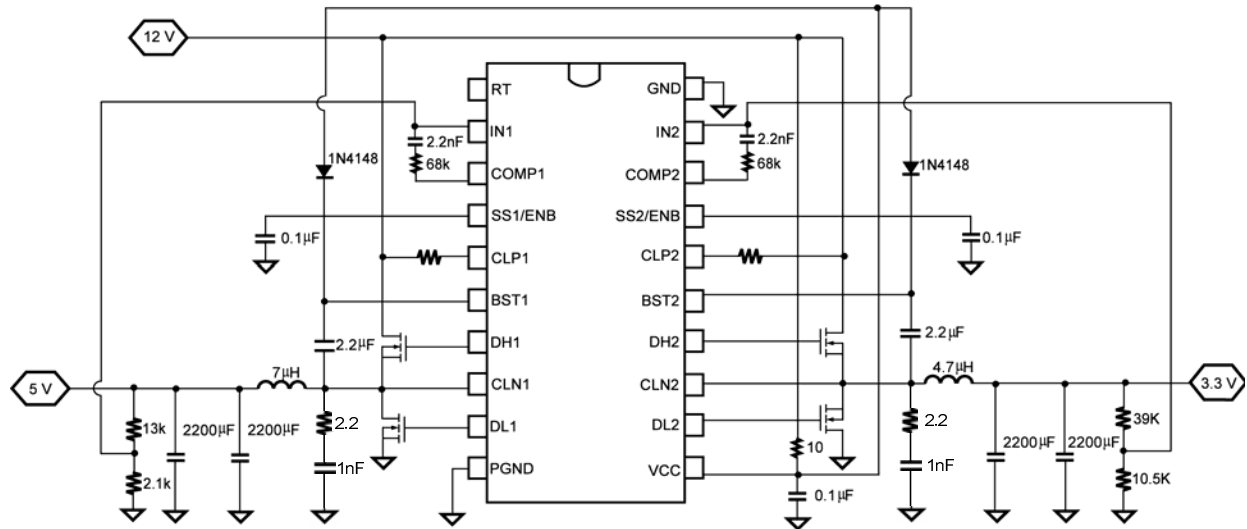 12 V
RT
GND
IN1
IN2
2.2nF
2.2nF
68k
68k
1N4148
1N4148
COMP1
COMP2
SS1/ENB
SS2/ENB
0.1µF
0.1µF
CLP1
CLP2
BST1
BST2
2.2µF
2.2µF
DH1
DH2
7µH
4.7µH
5 V
CLN1
CLN2
3.3 V
13k
2200µF
2200µF
2.2
DL1
DL2
2.2
2200µF
2200µF
39K
10
2.1k
1nF
PGND
VCC
1nF
10.5K
0.1µF